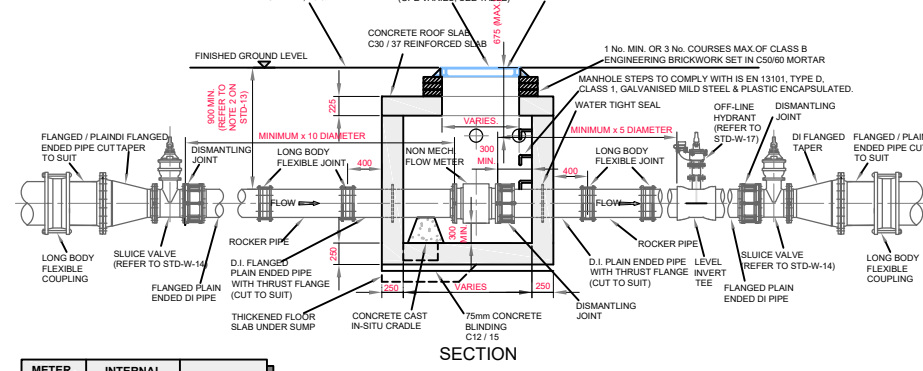 675 (MAX.
CONCRETE ROOF SLAB
C30 / 37 REINFORCED SLAB
FINISHED GROUND LEVEL
1 No. MIN. OR 3 No. COURSES MAX.OF CLASS B
ENGINEERING BRICKWORK SET IN C50/60 MORTAR
MANHOLE STEPS TO COMPLY WITH IS EN 13101, TYPE D,
CLASS 1, GALVANISED MILD STEEL & PLASTIC ENCAPSULATED.
WATER TIGHT SEAL
900 MIN.
(REFER TO
NOTE 2 ON
STD-13)
225
VARIES.
OFF-LINE
HYDRANT
(REFER TO
STD-W-17)
DISMANTLING
JOINT
MINIMUM x 10 DIAMETER
MINIMUM x 5 DIAMETER
FLANGED / PLAIN
ENDED PIPE CUT
TO SUIT
DI FLANGED
TAPER
DISMANTLING
JOINT
LONG BODY
FLEXIBLE JOINT
400
NON MECH.
FLOW METER
300
MIN.
400
LONG BODY
FLEXIBLE JOINT
DI FLANGED
TAPER
FLANGED / PLAIN
ENDED PIPE CUT
TO SUIT
FLOW
FLOW
ROCKER PIPE
300
MIN.
250
ROCKER PIPE
LONG BODY
FLEXIBLE
COUPLING
SLUICE VALVE
(REFER TO STD-W-14)
FLANGED PLAIN
ENDED DI PIPE
D.I. FLANGED
PLAIN ENDED PIPE
WITH THRUST FLANGE
(CUT TO SUIT)
D.I. PLAIN ENDED PIPE
WITH THRUST FLANGE
(CUT TO SUIT)
LEVEL
INVERT
TEE
SLUICE VALVE
(REFER TO STD-W-14)
FLANGED PLAIN
ENDED DI PIPE
LONG BODY
FLEXIBLE
COUPLING
250
VARIES
250
THICKENED FLOOR
SLAB UNDER SUMP
CONCRETE CAST
IN-SITU CRADLE
75mm CONCRETE
BLINDING
C12 / 15
DISMANTLING
JOINT
SECTION
METER
INTERNAL